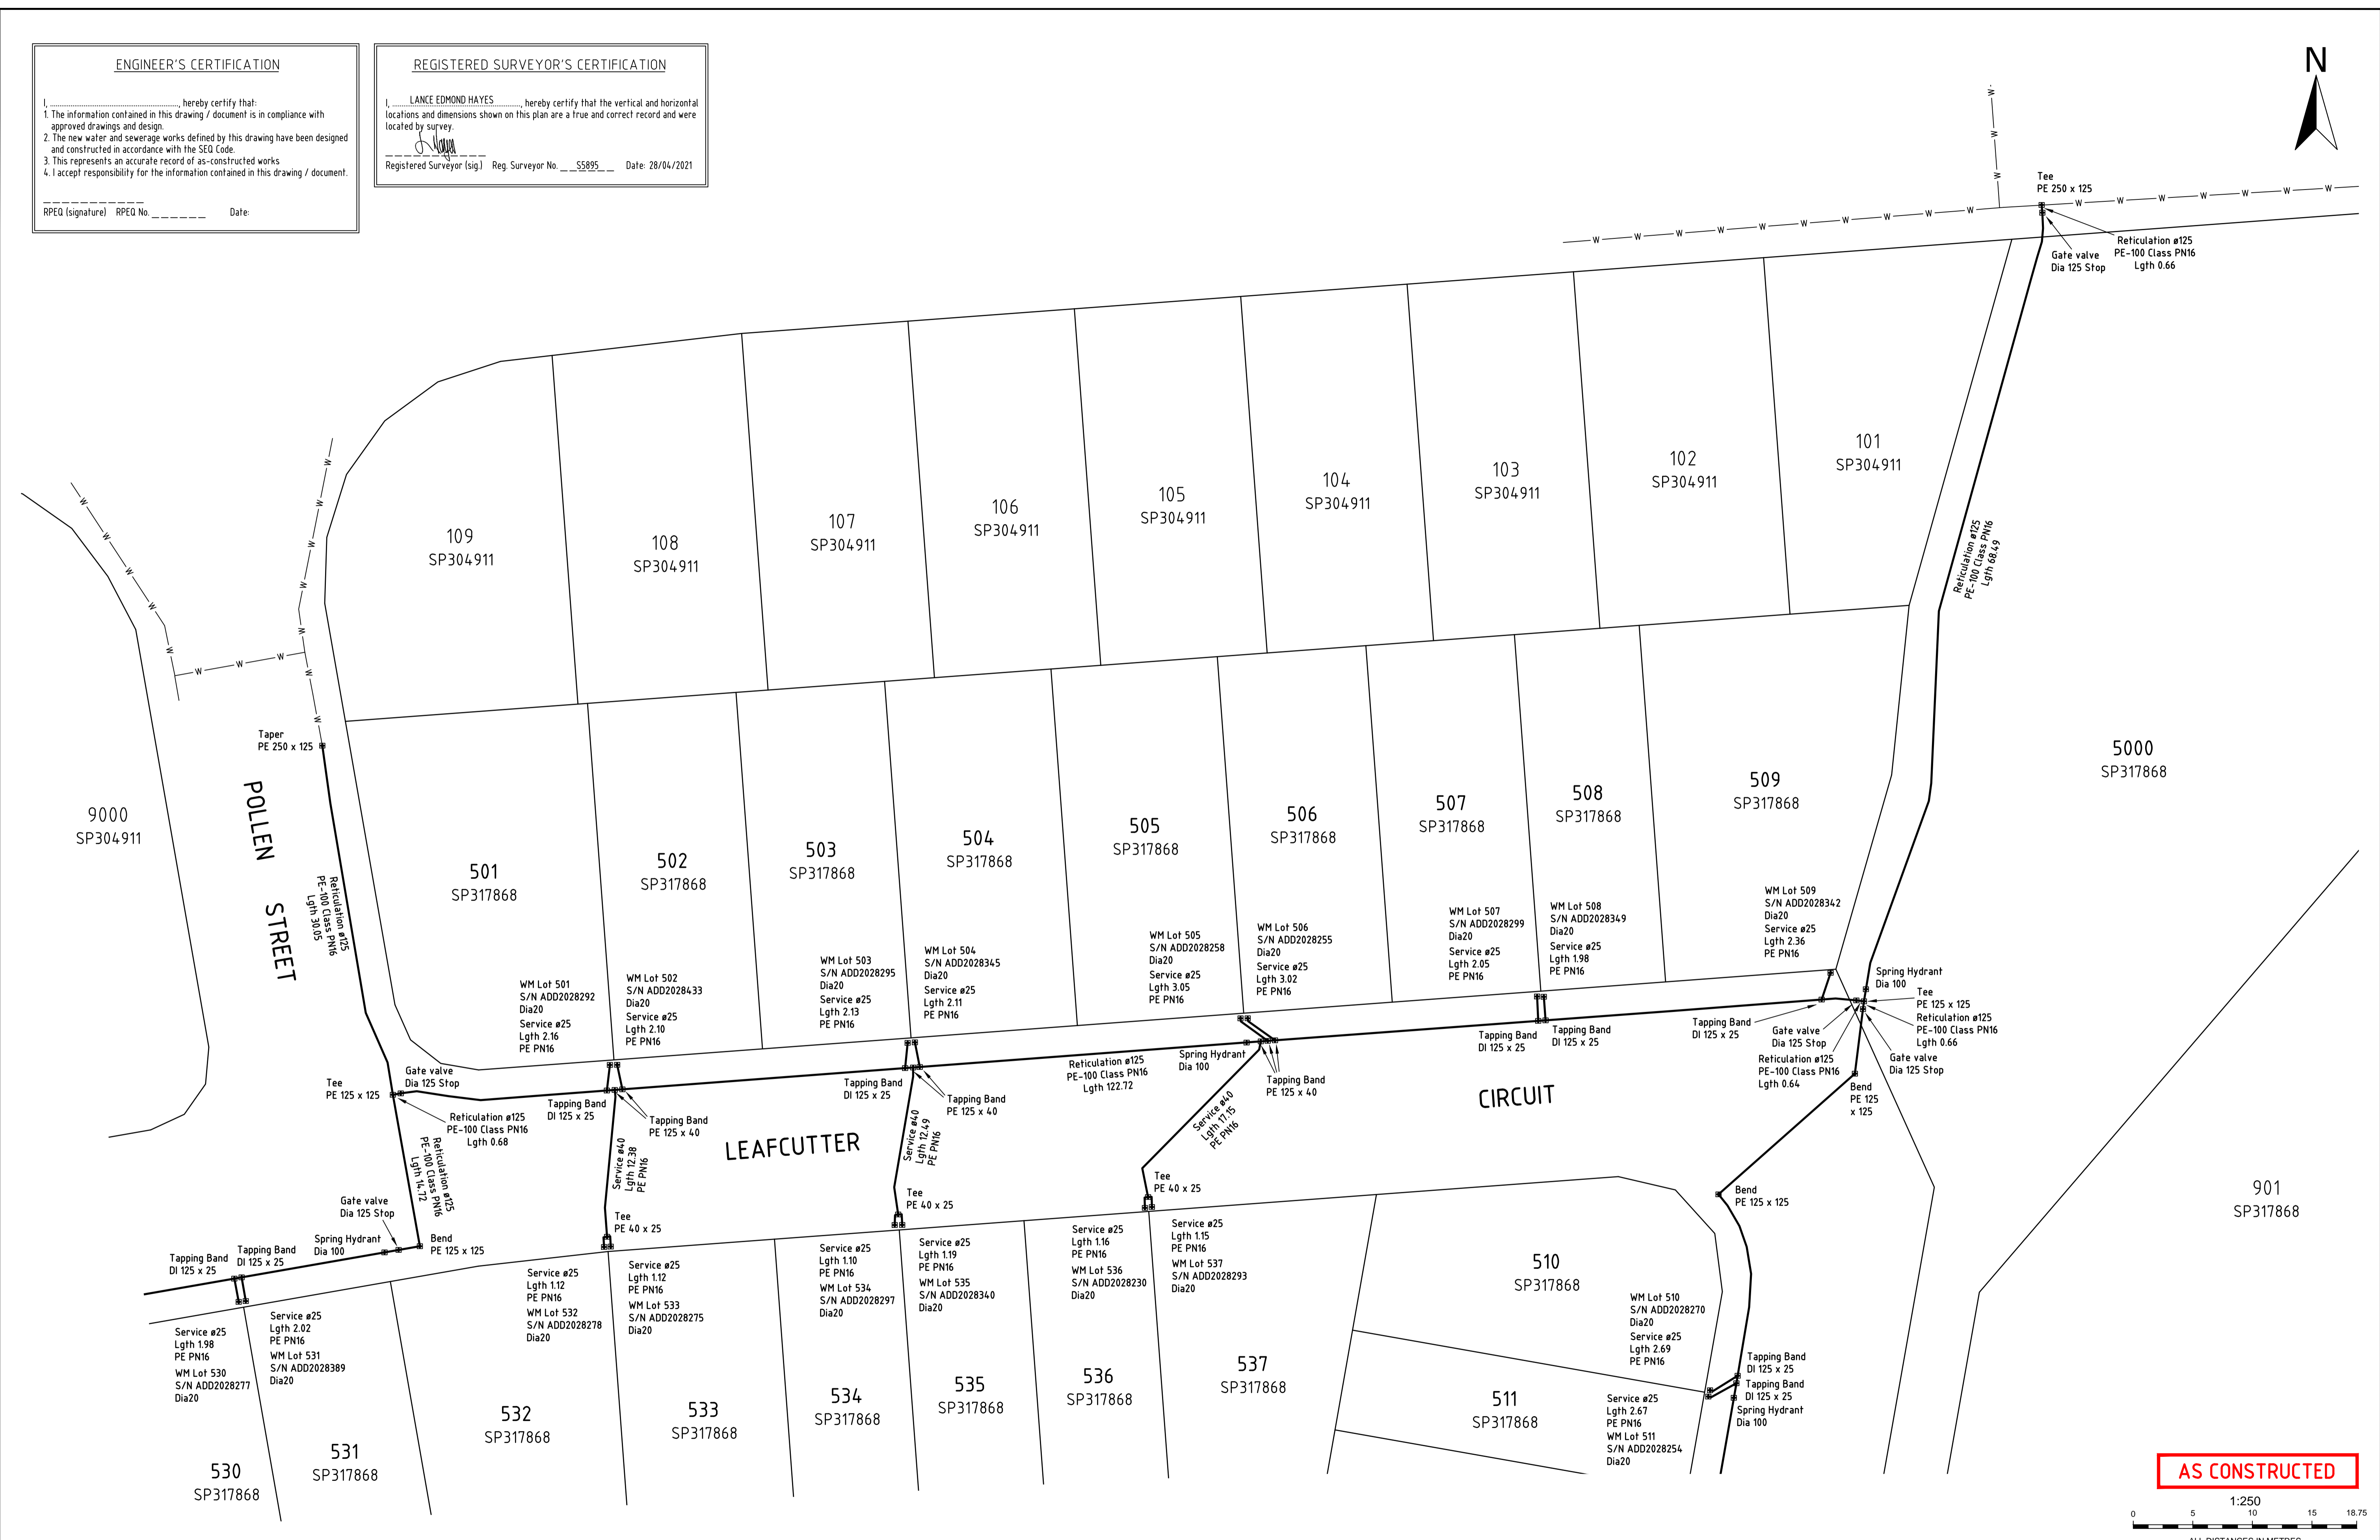 ENGINEER'S CERTIFICATION
I, ............................................................, hereby certify that:
1. The information contained in this drawing / document is in compliance with
approved drawings and design.
2. The new water and sewerage works defined by this drawing have been designed
and constructed in accordance with the SEQ Code.
3. This represents an accurate record of as-constructed works
4. I accept responsibility for the information contained in this drawing / document.
RPEQ (signature) RPEQ No. _ _ _ _ _ _ Date:
REGISTERED SURVEYOR'S CERTIFICATION
I, LANCE EDMOND HAYES, hereby certify that the vertical and horizontal
locations and dimensions shown on this plan are a true and correct record and were
located by survey.
Registered Surveyor (sig.) Reg. Surveyor No. S5895 Date: 28/04/2021
N
Tee
PE 250 x 125
Reticulation ø125
PE-100 Class PN16
Lgth 0.66
Gate valve
Dia 125 Stop
109
SP304911
108
SP304911
107
SP304911
106
SP304911
105
SP304911
104
SP304911
103
SP304911
102
SP304911
101
SP304911
Reticulation ø125
PE-100 Class PN16
Lgth 68.49
Taper
PE 250 x 125
9000
SP304911
POLLEN STREET
Reticulation ø125
PE-100 Class PN16
Lgth 30.05
501
SP317868
502
SP317868
503
SP317868
504
SP317868
505
SP317868
506
SP317868
507
SP317868
508
SP317868
509
SP317868
5000
SP317868
WM Lot 501
S/N ADD2028292
Dia20
Service ø25
Lgth 2.16
PE PN16
WM Lot 502
S/N ADD2028433
Dia20
Service ø25
Lgth 2.10
PE PN16
WM Lot 503
S/N ADD2028295
Dia20
Service ø25
Lgth 2.13
PE PN16
WM Lot 504
S/N ADD2028345
Dia20
Service ø25
Lgth 2.11
PE PN16
WM Lot 505
S/N ADD2028258
Dia20
Service ø25
Lgth 3.05
PE PN16
WM Lot 506
S/N ADD2028255
Dia20
Service ø25
Lgth 3.02
PE PN16
WM Lot 507
S/N ADD2028299
Dia20
Service ø25
Lgth 2.05
PE PN16
WM Lot 508
S/N ADD2028349
Dia20
Service ø25
Lgth 1.98
PE PN16
WM Lot 509
S/N ADD2028342
Dia20
Service ø25
Lgth 2.36
PE PN16
Spring Hydrant
Dia 100
Tee
PE 125 x 125
Reticulation ø125
PE-100 Class PN16
Lgth 0.66
Gate valve
Dia 125 Stop
Tapping Band
DI 125 x 25
Gate valve
Dia 125 Stop
Reticulation ø125
PE-100 Class PN16
Lgth 0.64
Bend
PE 125
x 125
Tapping Band
DI 125 x 25
Tapping Band
DI 125 x 25
Spring Hydrant
Dia 100
Tapping Band
PE 125 x 40
Reticulation ø125
PE-100 Class PN16
Lgth 122.72
Tapping Band
DI 125 x 25
Tapping Band
PE 125 x 40
Tapping Band
DI 125 x 25
Tapping Band
PE 125 x 40
Gate valve
Dia 125 Stop
Tee
PE 125 x 125
Reticulation ø125
PE-100 Class PN16
Lgth 0.68
Reticulation ø125
PE-100 Class PN16
Lgth 14.72
LEAFCUTTER CIRCUIT
Service ø40
Lgth 12.38
PE PN16
Service ø40
Lgth 12.49
PE PN16
Service ø40
Lgth 17.15
PE PN16
Tee
PE 40 x 25
Tee
PE 40 x 25
Tee
PE 40 x 25
Bend
PE 125 x 125
Gate valve
Dia 125 Stop
Spring Hydrant
Dia 100
Bend
PE 125 x 125
Tapping Band
DI 125 x 25
Tapping Band
DI 125 x 25
Service ø25
Lgth 1.98
PE PN16
WM Lot 530
S/N ADD2028277
Dia20
Service ø25
Lgth 2.02
PE PN16
WM Lot 531
S/N ADD2028389
Dia20
Service ø25
Lgth 1.12
PE PN16
WM Lot 532
S/N ADD2028278
Dia20
Service ø25
Lgth 1.12
PE PN16
WM Lot 533
S/N ADD2028275
Dia20
Service ø25
Lgth 1.10
PE PN16
WM Lot 534
S/N ADD2028297
Dia20
Service ø25
Lgth 1.19
PE PN16
WM Lot 535
S/N ADD2028340
Dia20
Service ø25
Lgth 1.16
PE PN16
WM Lot 536
S/N ADD2028230
Dia20
Service ø25
Lgth 1.15
PE PN16
WM Lot 537
S/N ADD2028293
Dia20
530
SP317868
531
SP317868
532
SP317868
533
SP317868
534
SP317868
535
SP317868
536
SP317868
537
SP317868
510
SP317868
511
SP317868
901
SP317868
WM Lot 510
S/N ADD2028270
Dia20
Service ø25
Lgth 2.69
PE PN16
Service ø25
Lgth 2.67
PE PN16
WM Lot 511
S/N ADD2028254
Dia20
Tapping Band
DI 125 x 25
Tapping Band
DI 125 x 25
Spring Hydrant
Dia 100
AS CONSTRUCTED
1:250
0 5 10 15 18.75
ALL DISTANCES IN METRES